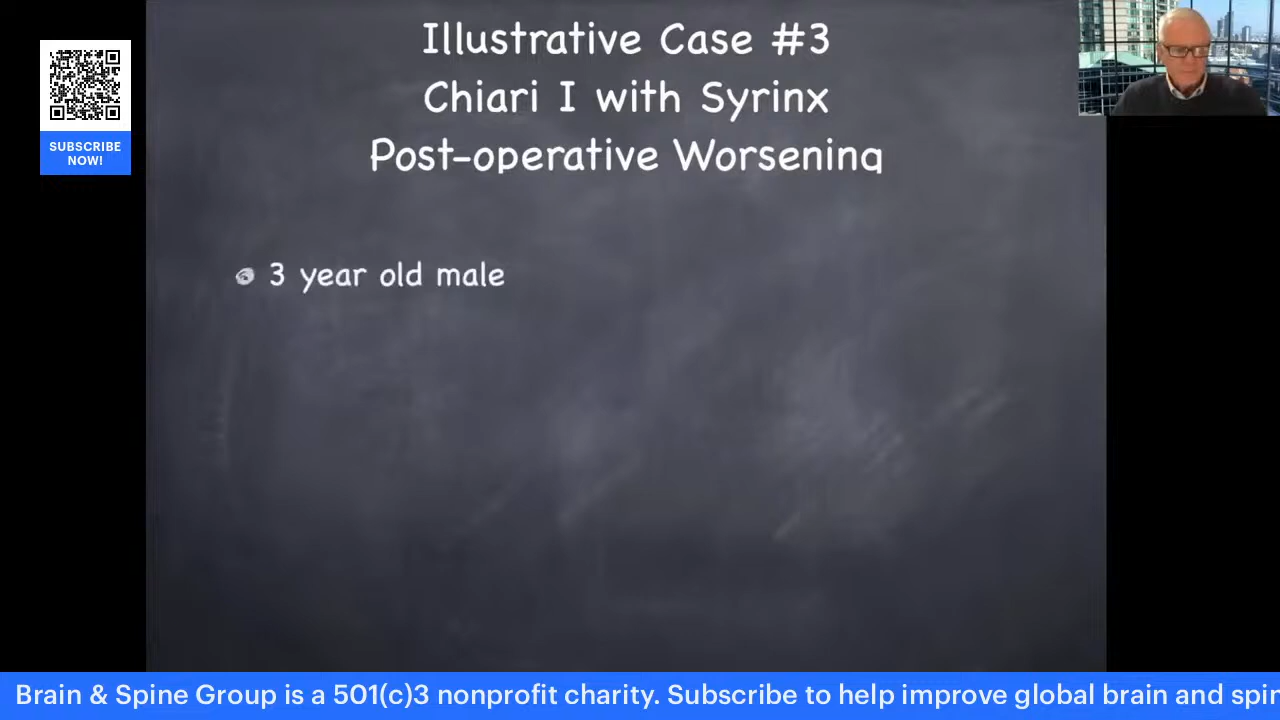 Illustrative Case #3
Chiari I with Syrinx
Post-operative Worsening
SUBSCRIBE
NOW!
3 year old male
Brain & Spine Group is a 501(c)3 nonprofit charity. Subscribe to help improve global brain and spin